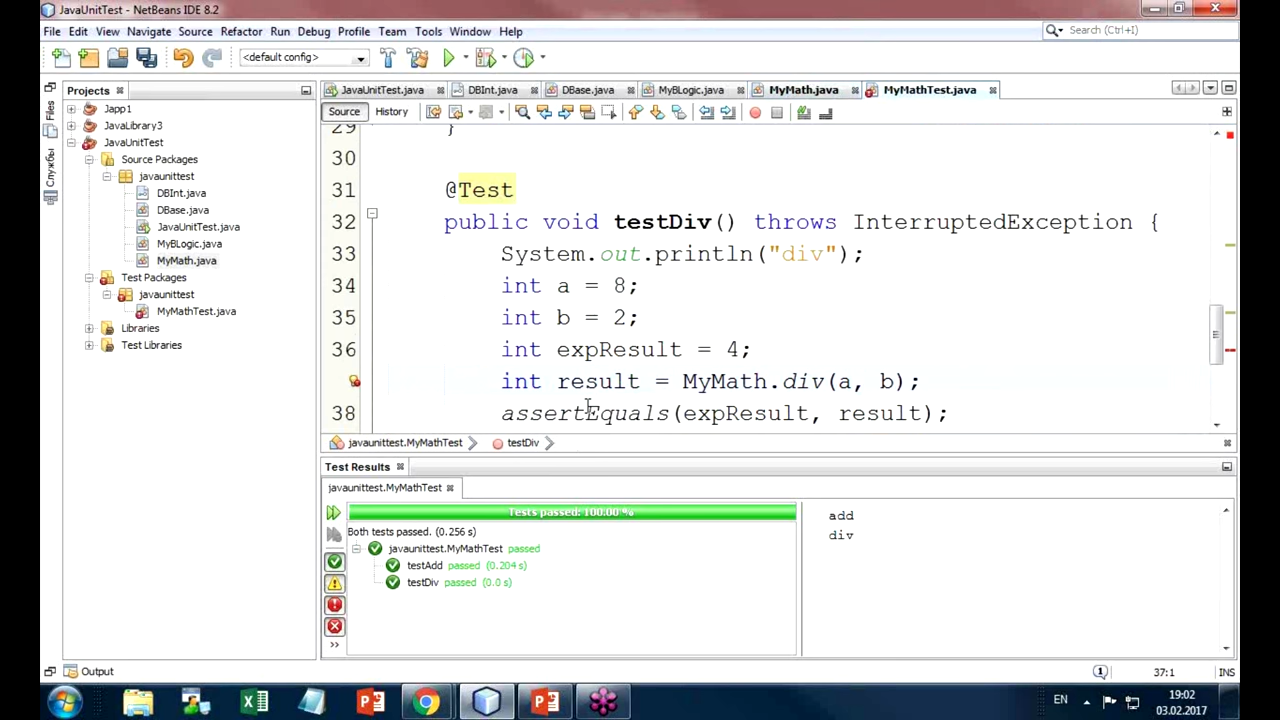 JavaUnitTest - NetBeans IDE 8.2
File Edit View Navigate Source Refactor Run Debug Profile Team Tools Window Help
Search (Ctrl+I)
<default config>
Projects
Files
Службы
Japp1
JavaLibrary3
JavaUnitTest
Source Packages
javaunittest
DBInt.java
DBase.java
JavaUnitTest.java
MyBLogic.java
MyMath.java
Test Packages
javaunittest
MyMathTest.java
Libraries
Test Libraries
JavaUnitTest.java DBInt.java DBase.java MyBLogic.java MyMath.java MyMathTest.java
Source History
29 }
30
31 @Test
32 public void testDiv() throws InterruptedException {
33 System.out.println("div");
34 int a = 8;
35 int b = 2;
36 int expResult = 4;
int result = MyMath.div(a, b);
38 assertEquals(expResult, result);
javaunittest.MyMathTest testDiv
Test Results
javaunittest.MyMathTest
Tests passed: 100,00 %
Both tests passed. (0.256 s)
javaunittest.MyMathTest passed
testAdd passed (0.204 s)
testDiv passed (0.0 s)
>>
add
div
Output
1
37:1
INS
EN
19:02
03.02.2017